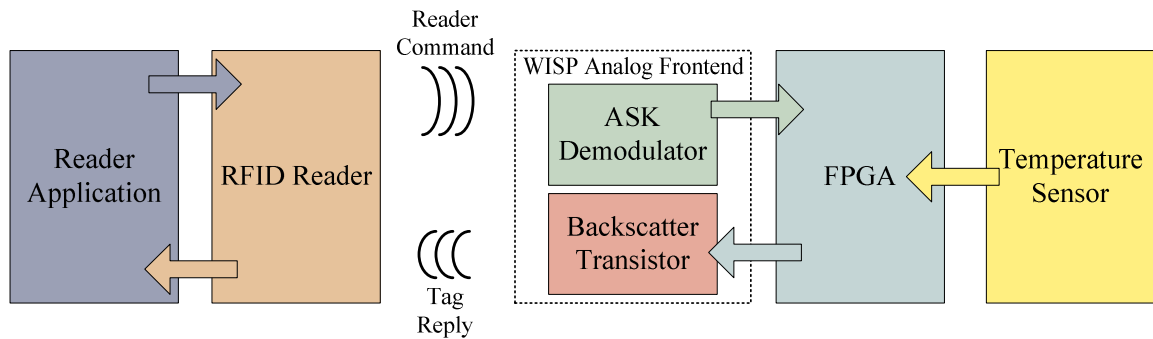 Reader
Command
WISP Analog Frontend
Reader
Application
RFID Reader
ASK
Demodulator
Backscatter
Transistor
FPGA
Temperature
Sensor
Tag
Reply